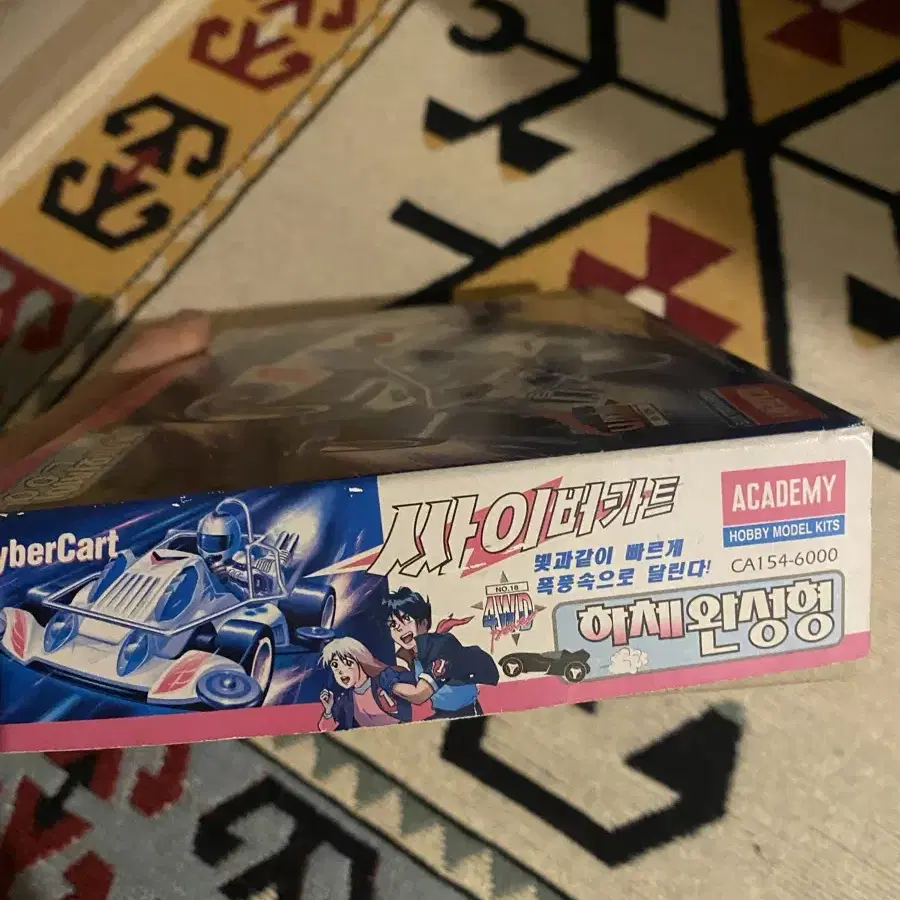 yberCart
싸이버카트
빛과같이 빠르게
폭풍속으로 달린다!
NO.18
4WD
하체완성형
ACADEMY
HOBBY MODEL KITS
CA154-6000